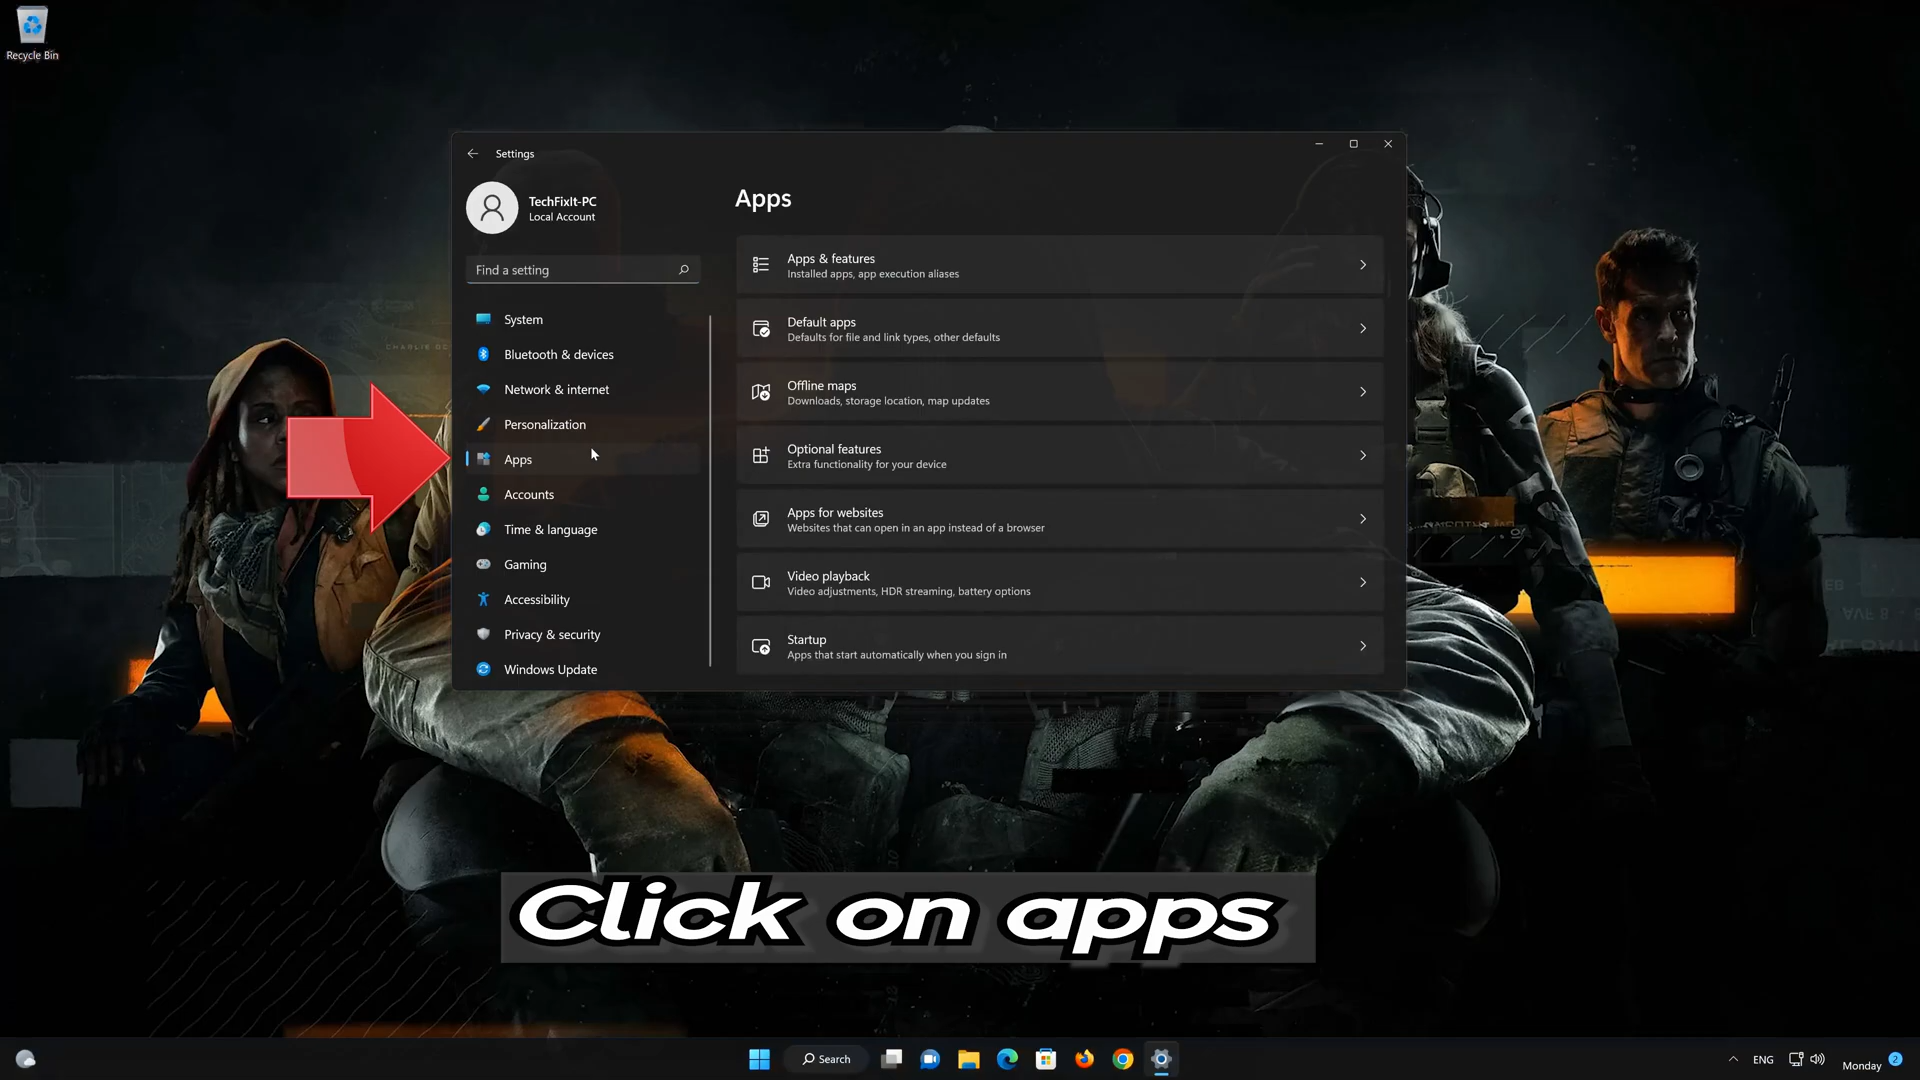 Recycle Bin
Settings
TechFixIt-PC
Local Account
Find a setting
System
Bluetooth & devices
Network & internet
Personalization
Apps
Accounts
Time & language
Gaming
Accessibility
Privacy & security
Windows Update
Apps
Apps & features
Installed apps, app execution aliases
Default apps
Defaults for file and link types, other defaults
Offline maps
Downloads, storage location, map updates
Optional features
Extra functionality for your device
Apps for websites
Websites that can open in an app instead of a browser
Video playback
Video adjustments, HDR streaming, battery options
Startup
Apps that start automatically when you sign in
Click on apps
Search
ENG
Monday
2